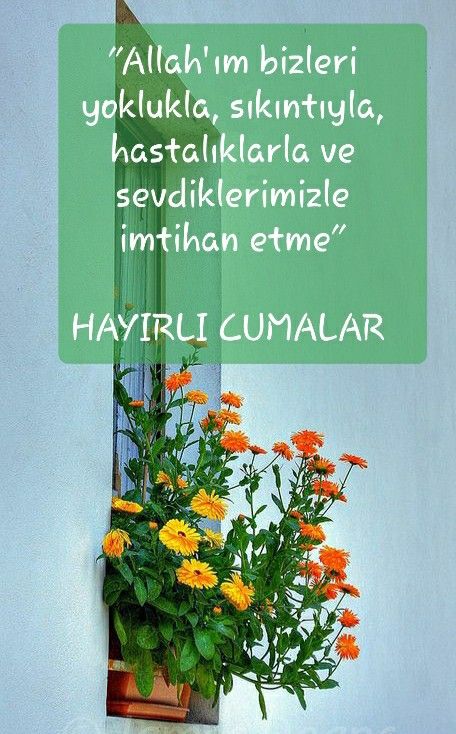 "Allah'ım bizleri
yoklukla, sıkıntıyla,
hastalıklarla ve
sevdiklerimizle
imtihan etme"
HAYIRLI CUMALAR